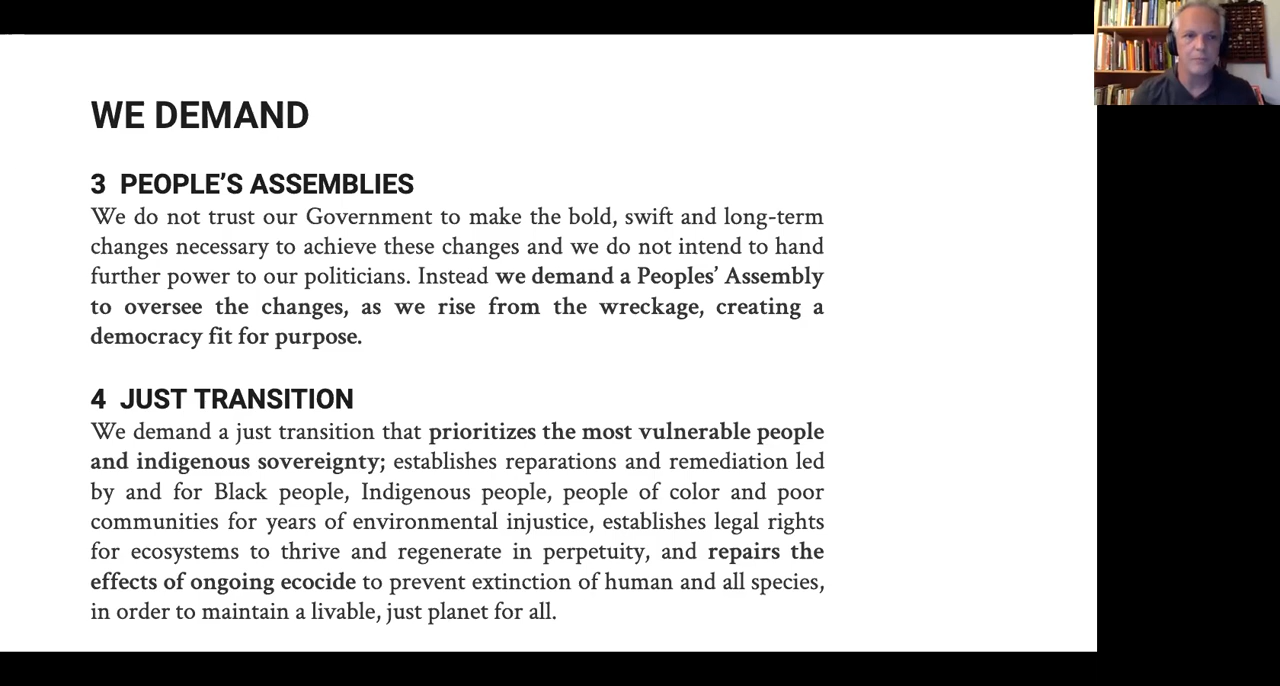 WE DEMAND
3 PEOPLE’S ASSEMBLIES
We do not trust our Government to make the bold, swift and long-term
changes necessary to achieve these changes and we do not intend to hand
further power to our politicians. Instead we demand a Peoples’ Assembly
to oversee the changes, as we rise from the wreckage, creating a
democracy fit for purpose.
4 JUST TRANSITION
We demand a just transition that prioritizes the most vulnerable people
and indigenous sovereignty; establishes reparations and remediation led
by and for Black people, Indigenous people, people of color and poor
communities for years of environmental injustice, establishes legal rights
for ecosystems to thrive and regenerate in perpetuity, and repairs the
effects of ongoing ecocide to prevent extinction of human and all species,
in order to maintain a livable, just planet for all.